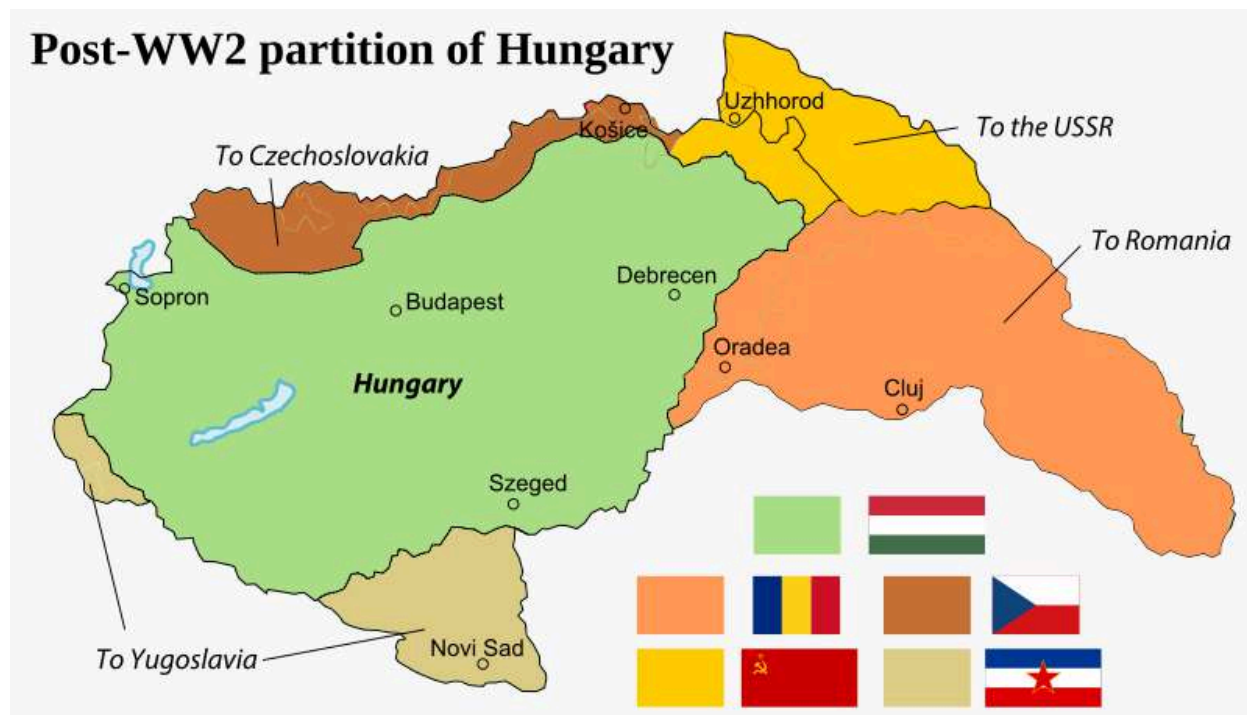 Post-WW2 partition of Hungary
Uzhhorod
Košice
To the USSR
To Czechoslovakia
To Romania
Debrecen
Sopron
Budapest
Oradea
Hungary
Cluj
Szeged
Novi Sad
To Yugoslavia